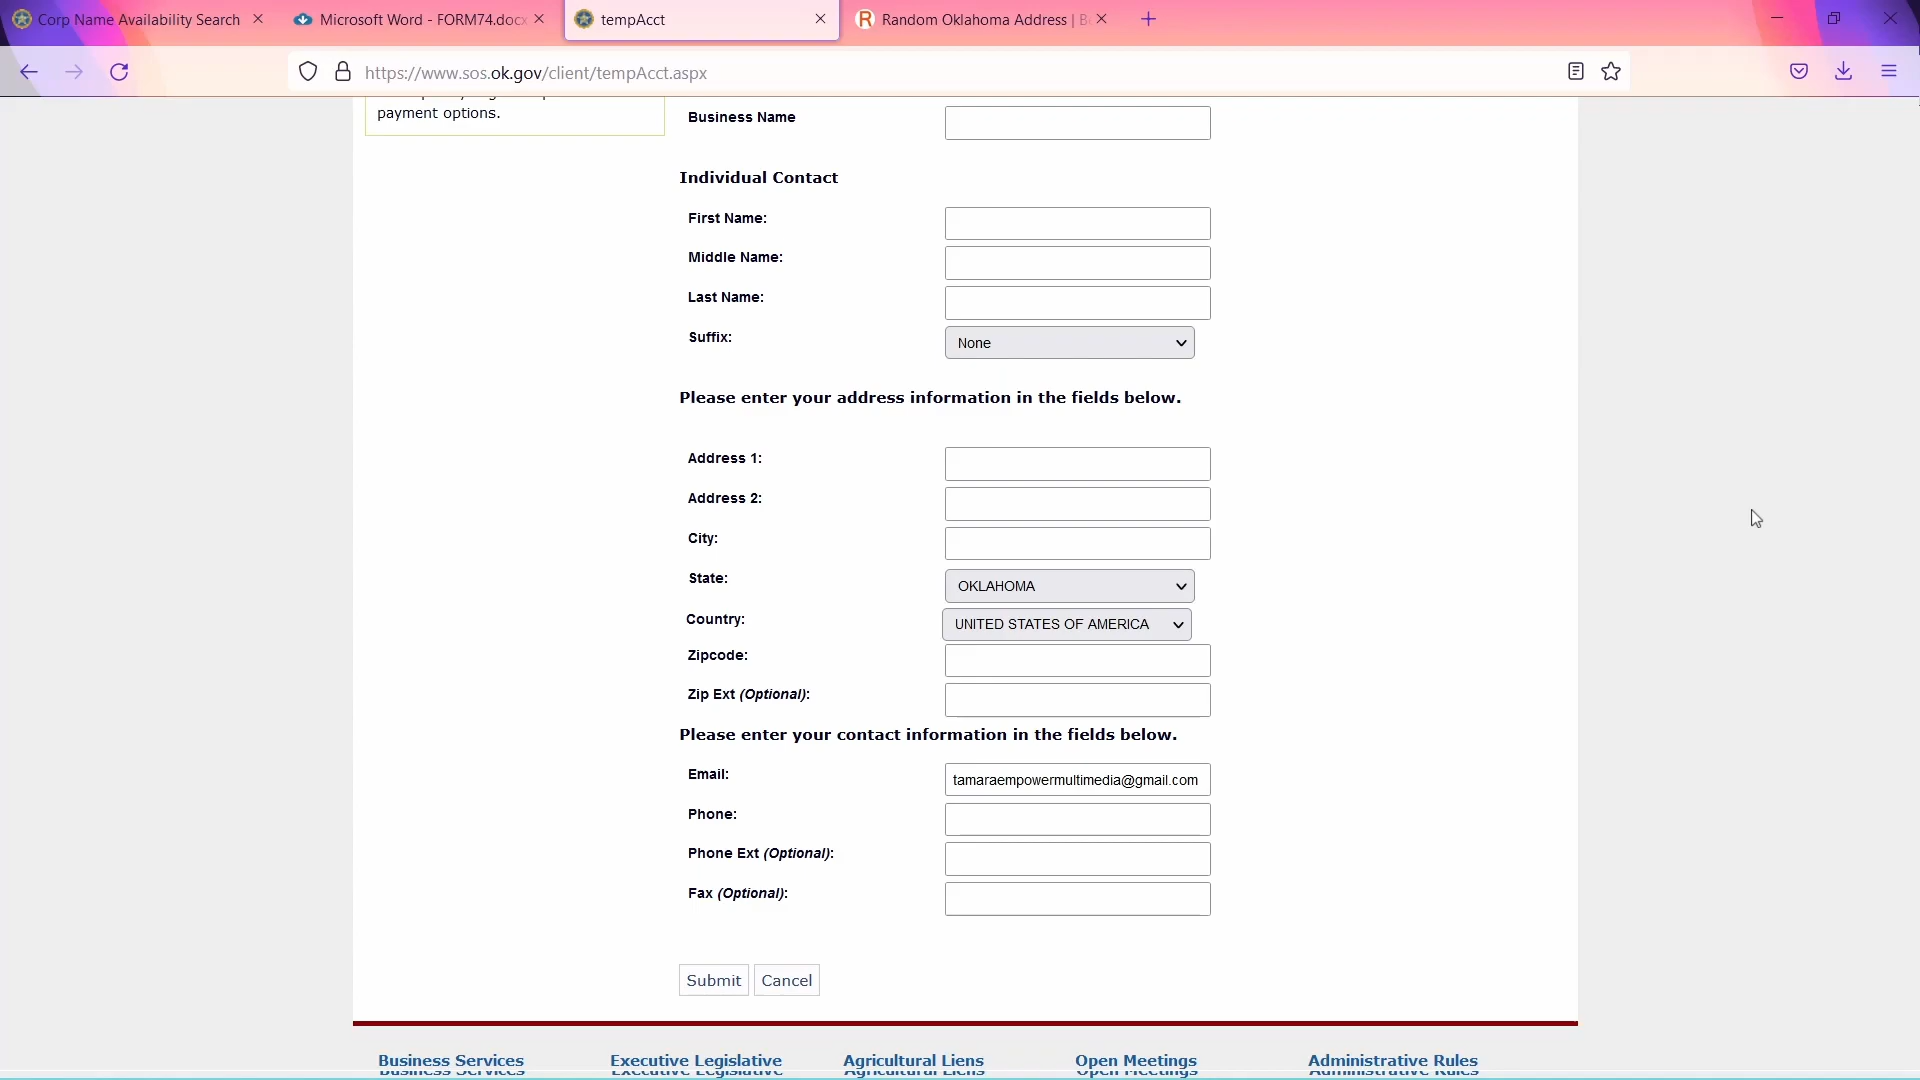 Corp Name Availability Search
Microsoft Word - FORM74.docx
tempAcct
Random Oklahoma Address |
https://www.sos.ok.gov/client/tempAcct.aspx
payment options.
Business Name
Individual Contact
First Name:
Middle Name:
Last Name:
Suffix:
None
Please enter your address information in the fields below.
Address 1:
Address 2:
City:
State:
OKLAHOMA
Country:
UNITED STATES OF AMERICA
Zipcode:
Zip Ext (Optional):
Please enter your contact information in the fields below.
Email:
tamaraempowermultimedia@gmail.com
Phone:
Phone Ext (Optional):
Fax (Optional):
Submit
Cancel
Business Services
Executive Legislative
Agricultural Liens
Open Meetings
Administrative Rules